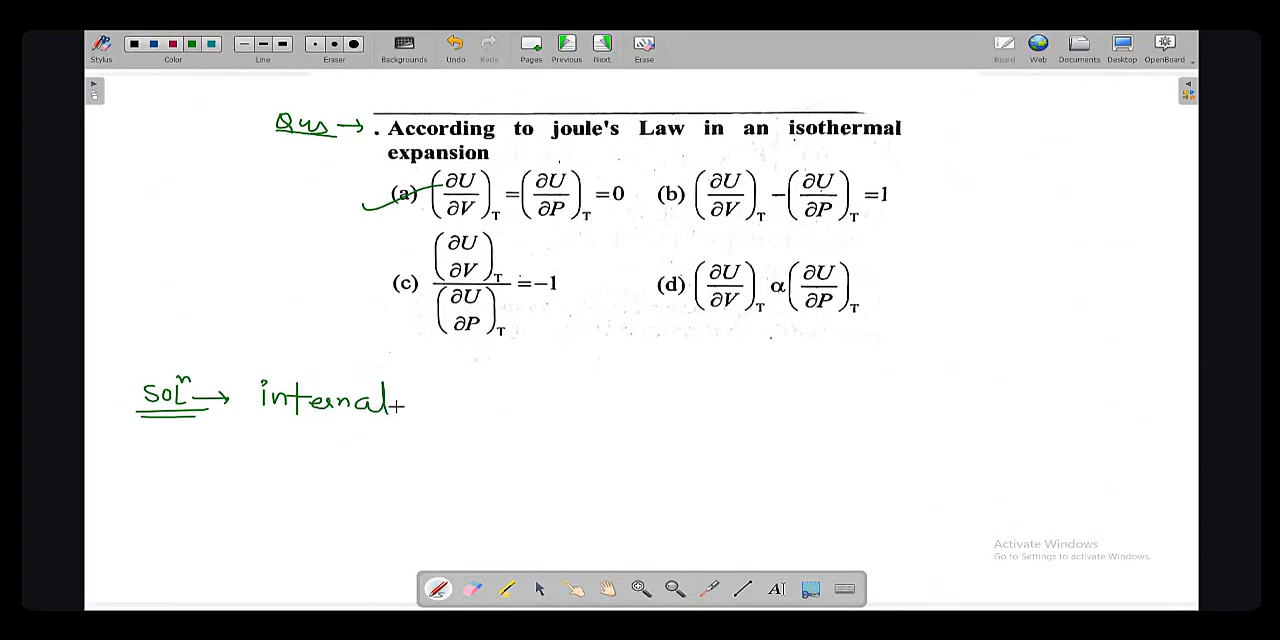 Stylus Color Line Eraser Backgrounds Undo Redo Pages Previous Next Erase Board Web Documents Desktop OpenBoard
Qus → . According to joule's Law in an isothermal
expansion
(a) (∂U/∂V)T = (∂U/∂P)T = 0 (b) (∂U/∂V)T − (∂U/∂P)T = 1
(c) (∂U/∂V)T / (∂U/∂P)T = −1 (d) (∂U/∂V)T α (∂U/∂P)T
SOLⁿ → internal
Activate Windows
Go to Settings to activate Windows.